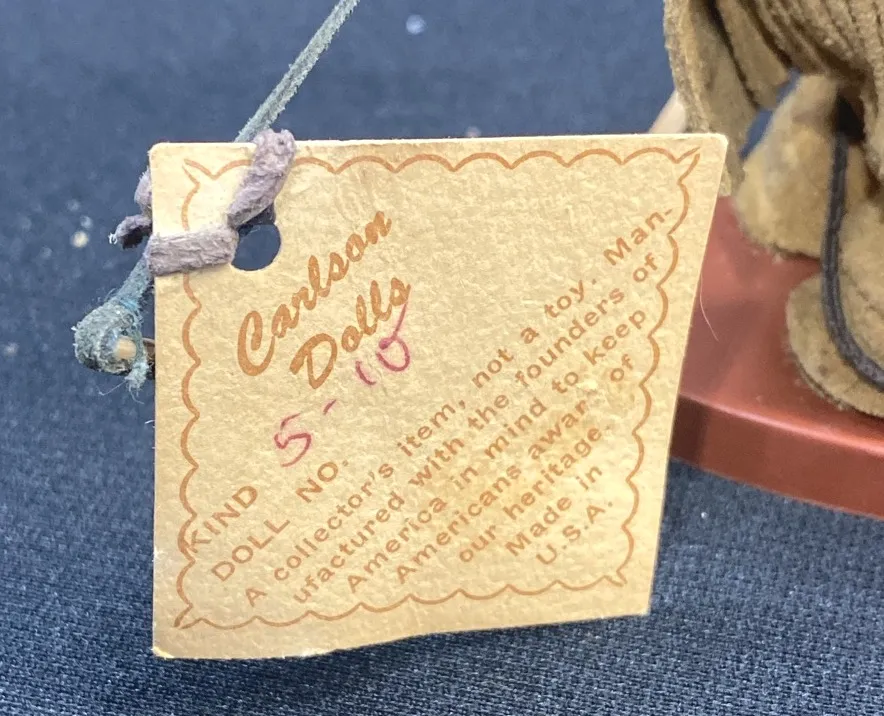 Carlson
Dolls
KIND
5-10
DOLL NO.
A collector's item, not a toy. Man-
ufactured with the founders of
America in mind to keep
Americans aware of
our heritage.
Made in
U.S.A.